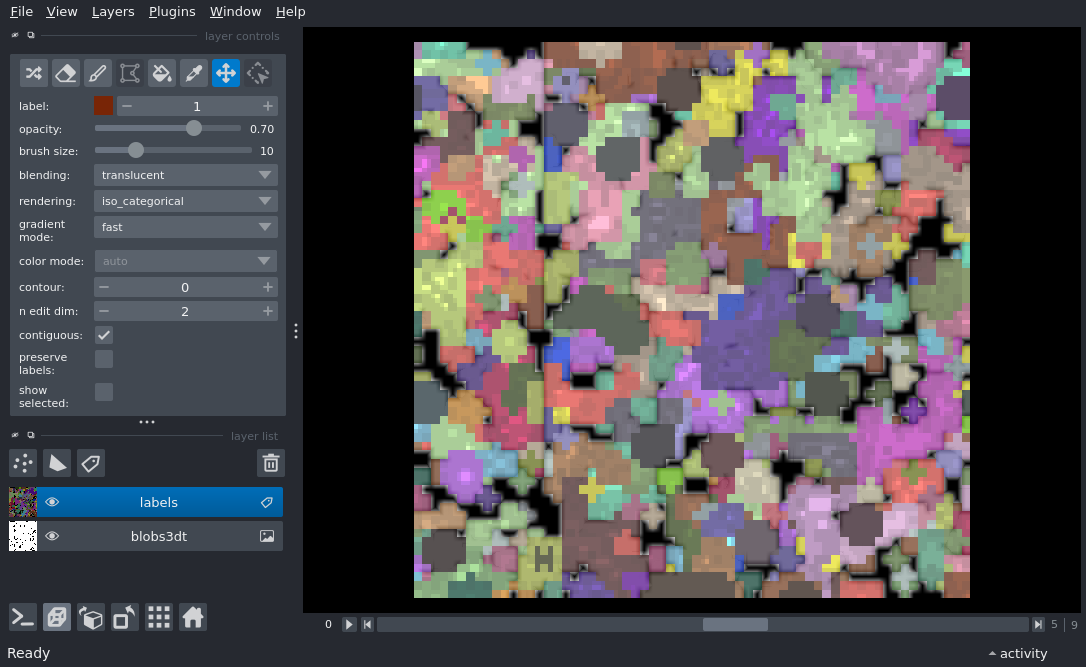 File View Layers Plugins Window Help
layer controls
label: 1
opacity: 0.70
brush size: 10
blending: translucent
rendering: iso_categorical
gradient
mode: fast
color mode: auto
contour: 0
n edit dim: 2
contiguous:
preserve
labels:
show
selected:
layer list
labels
blobs3dt
0 5 9
Ready activity